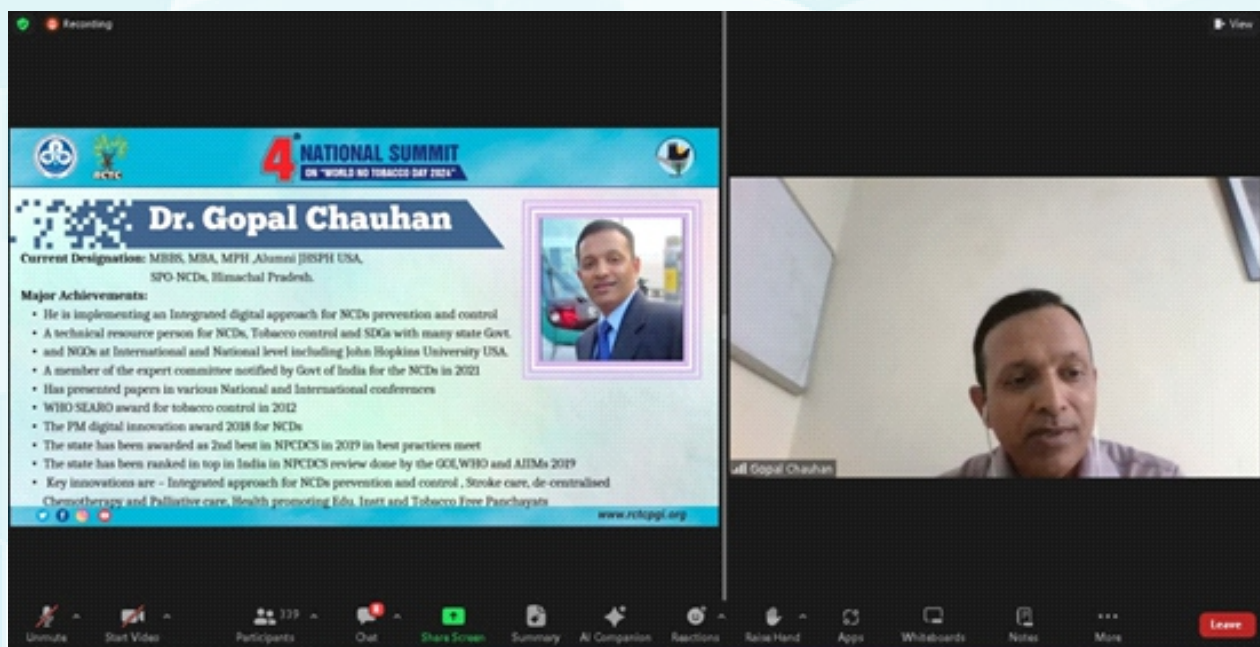 Recording
View
RCTC
4th NATIONAL SUMMIT
ON "WORLD NO TOBACCO DAY 2024"
Dr. Gopal Chauhan
Current Designation: MBBS, MBA, MPH ,Alumni JHSPH USA,
SPO-NCDs, Himachal Pradesh.
Major Achievements:
• He is implementing an Integrated digital approach for NCDs prevention and control
• A technical resource person for NCDs, Tobacco control and SDGs with many state Govt.
• and NGOs at International and National level including John Hopkins University USA.
• A member of the expert committee notified by Govt of India for the NCDs in 2021
• Has presented papers in various National and International conferences
• WHO SEARO award for tobacco control in 2012
• The PM digital innovation award 2018 for NCDs
• The state has been awarded as 2nd best in NPCDCS in 2019 in best practices meet
• The state has been ranked in top in India in NPCDCS review done by the GOI,WHO and AIIMs 2019
• Key innovations are – Integrated approach for NCDs prevention and control , Stroke care, de-centralised
Chemotherapy and Palliative care, Health promoting Edu. Instt and Tobacco Free Panchayats
www.rctcpgi.org
Gopal Chauhan
Unmute
Start Video
Participants 339
Chat
Share Screen
Summary
AI Companion
Reactions
Raise Hand
Apps
Whiteboards
Notes
More
Leave